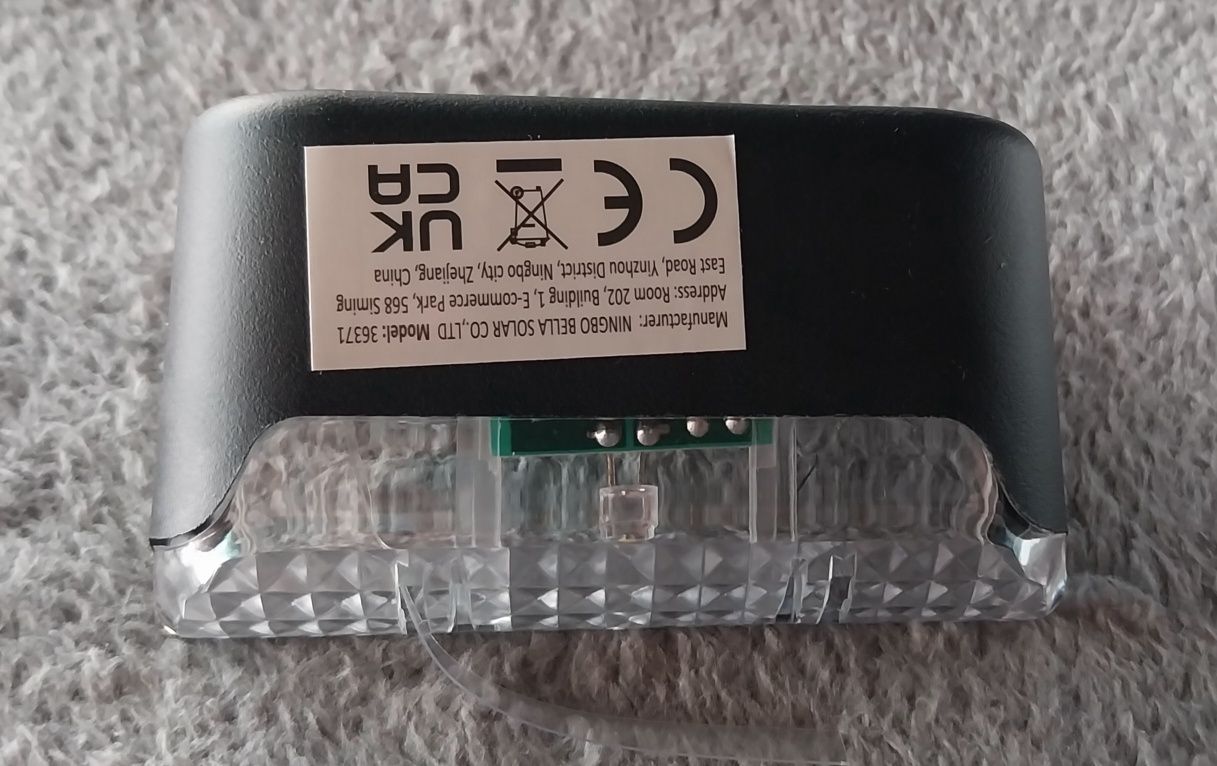 Manufacturer: NINGBO BELLA SOLAR CO.,LTD Model: 36371
Address: Room 202, Building 1, E-commerce Park, 568 Siming
East Road, Yinzhou District, Ningbo city, Zhejiang, China
CE UK
CA